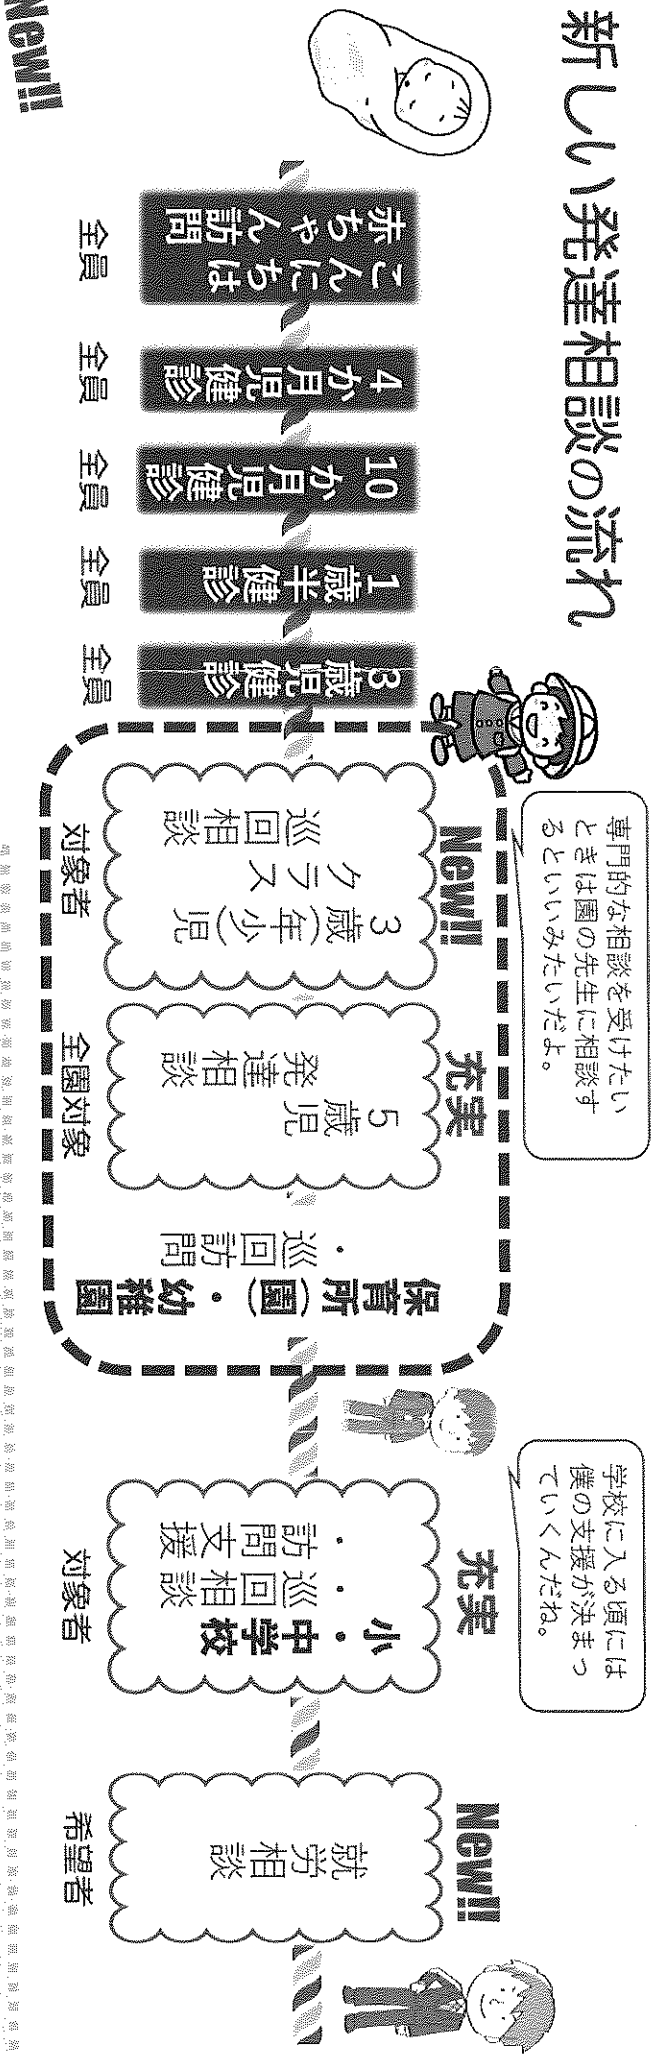 新しい発達相談の流れ
こんにちは
赤ちゃん訪問
全員
4か月児健診
全員
10か月児健診
全員
1歳半健診
全員
3歳児健診
全員
専門的な相談を受けたい
ときは園の先生に相談す
るといいみたいだよ。
New!!
3歳(年少)児
クラス
巡回相談
対象者
充実
5歳児
発達相談
全園対象
保育所(園)・幼稚園
・巡回訪問
学校に入る頃には
僕の支援が決まっ
ていくんだね。
充実
小・中学校
・巡回相談
・訪問支援
対象者
New!!
就労相談
希望者
New!!